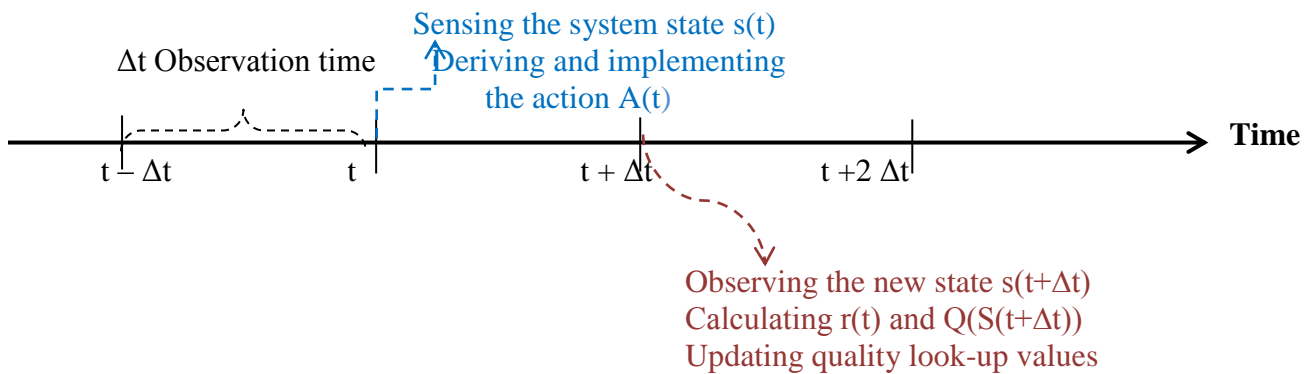 Sensing the system state s(t)
Deriving and implementing
the action A(t)
Δt Observation time
Time
t – Δt
t
t + Δt
t +2 Δt
Observing the new state s(t+Δt)
Calculating r(t) and Q(S(t+Δt))
Updating quality look-up values